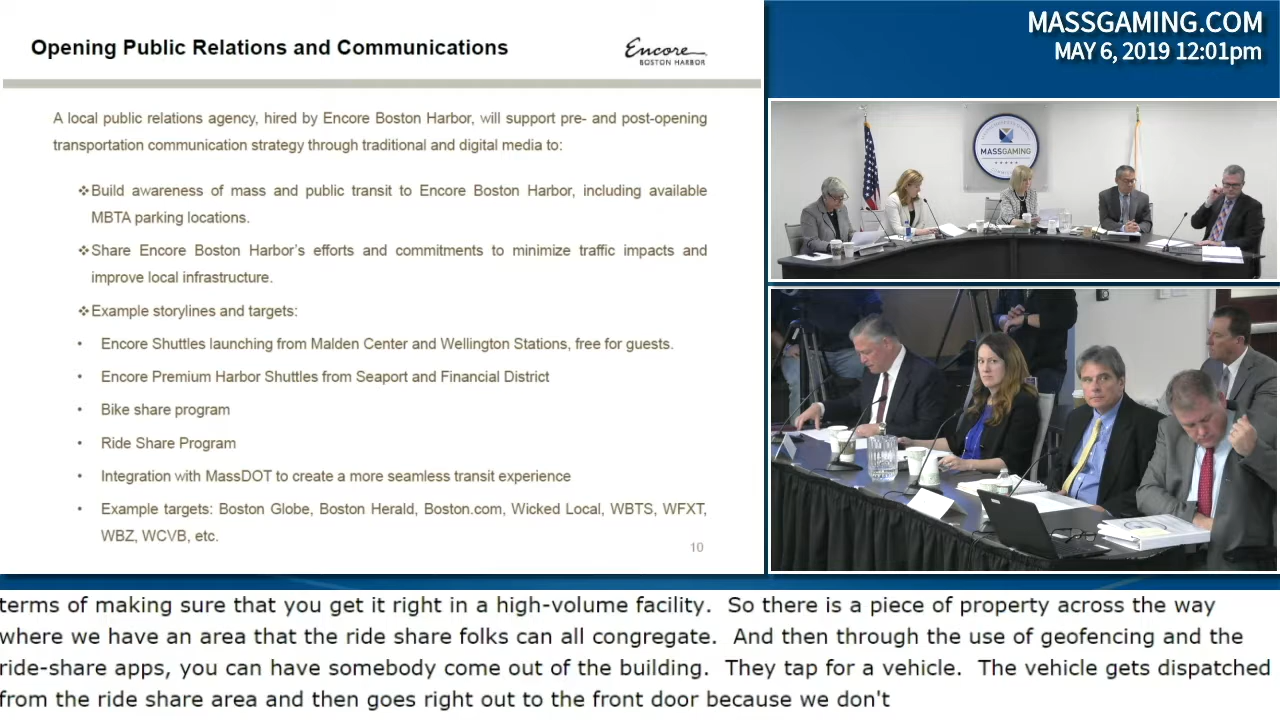 Opening Public Relations and Communications
Encore
BOSTON HARBOR
A local public relations agency, hired by Encore Boston Harbor, will support pre- and post-opening
transportation communication strategy through traditional and digital media to:
❖Build awareness of mass and public transit to Encore Boston Harbor, including available
MBTA parking locations.
❖Share Encore Boston Harbor’s efforts and commitments to minimize traffic impacts and
improve local infrastructure.
❖Example storylines and targets:
• Encore Shuttles launching from Malden Center and Wellington Stations, free for guests.
• Encore Premium Harbor Shuttles from Seaport and Financial District
• Bike share program
• Ride Share Program
• Integration with MassDOT to create a more seamless transit experience
• Example targets: Boston Globe, Boston Herald, Boston.com, Wicked Local, WBTS, WFXT,
WBZ, WCVB, etc.
10
MASSGAMING.COM
MAY 6, 2019 12:01pm
MASSGAMING
terms of making sure that you get it right in a high-volume facility.  So there is a piece of property across the way
where we have an area that the ride share folks can all congregate.  And then through the use of geofencing and the
ride-share apps, you can have somebody come out of the building.  They tap for a vehicle.  The vehicle gets dispatched
from the ride share area and then goes right out to the front door because we don't